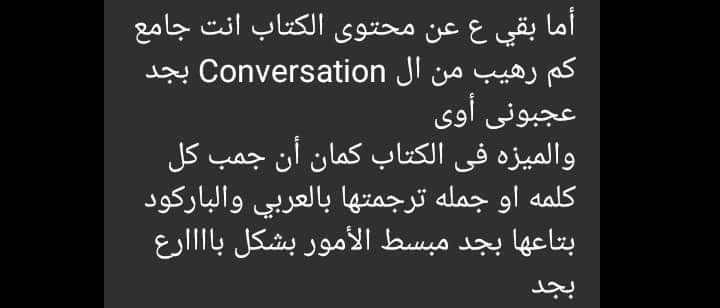 أما بقي ع عن محتوى الكتاب انت جامع
كم رهيب من ال Conversation بجد
عجبونى أوى
والميزه فى الكتاب كمان أن جمب كل
كلمه او جمله ترجمتها بالعربي والباركود
بتاعها بجد مبسط الأمور بشكل باااارع
بجد